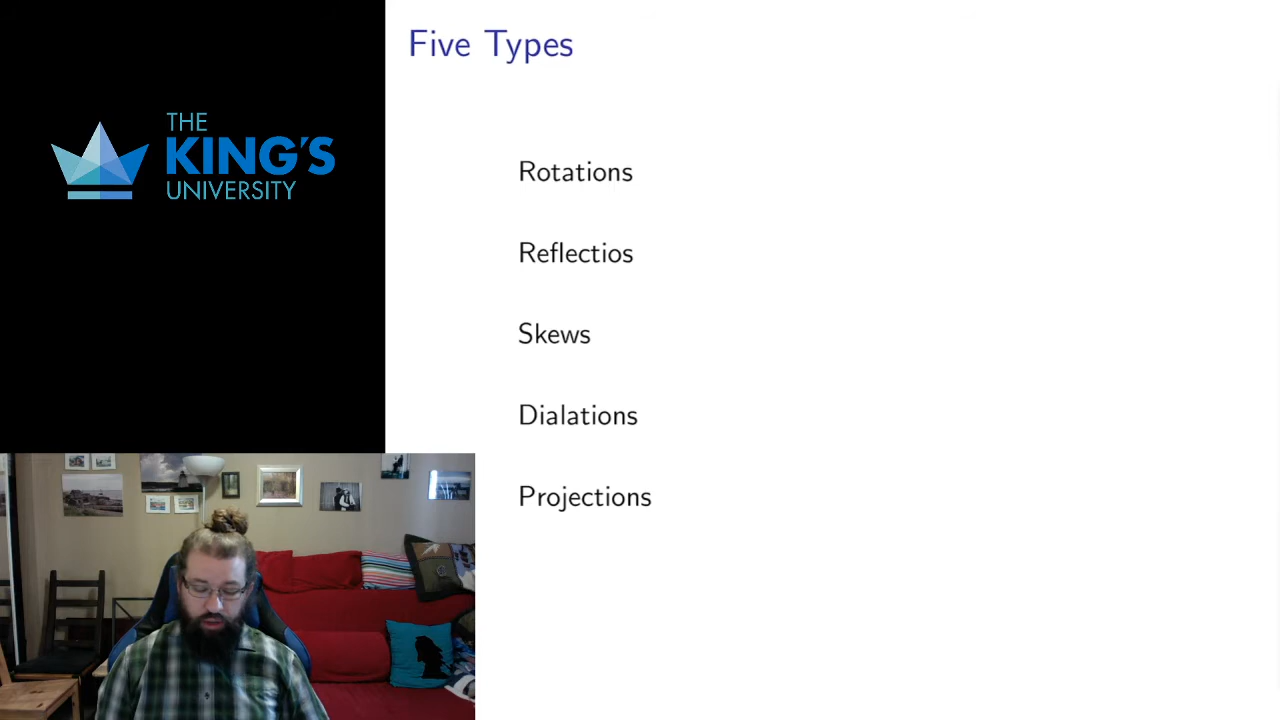 THE
KING'S
UNIVERSITY
Five Types
Rotations
Reflectios
Skews
Dialations
Projections